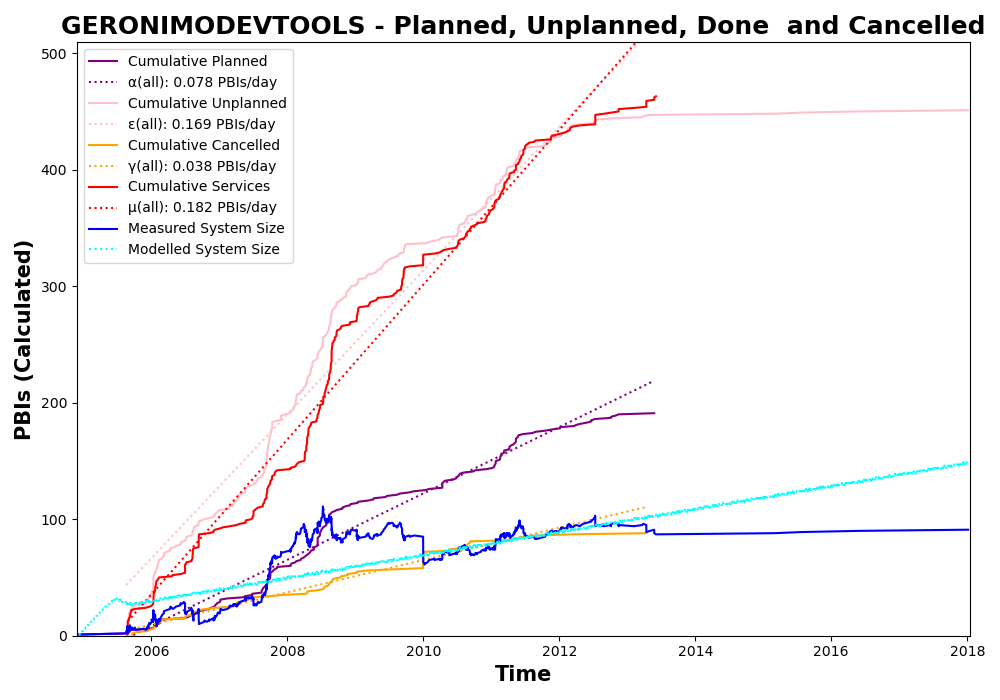 GERONIMODEVTOOLS - Planned, Unplanned, Done  and Cancelled
PBIs (Calculated)
500
400
300
200
100
0
Cumulative Planned
α(all): 0.078 PBIs/day
Cumulative Unplanned
ε(all): 0.169 PBIs/day
Cumulative Cancelled
γ(all): 0.038 PBIs/day
Cumulative Services
μ(all): 0.182 PBIs/day
Measured System Size
Modelled System Size
2006 2008 2010 2012 2014 2016 2018
Time